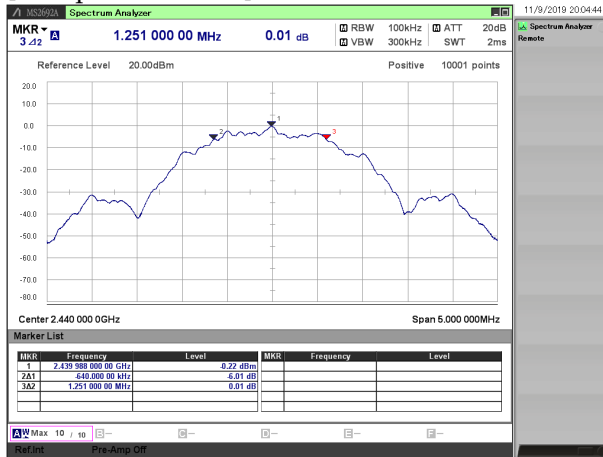 MS2692A Spectrum Analyzer
11/9/2019 20:04:44
MKR
3 Δ2
1.251 000 00 MHz
0.01 dB
RBW 100kHz
VBW 300kHz
ATT 20dB
SWT 2ms
Spectrum Analyzer
Remote
Reference Level 20.00dBm
Positive 10001 points
20.0
10.0
0.0
-10.0
-20.0
-30.0
-40.0
-50.0
-60.0
-70.0
-80.0
1
2
3
Center 2.440 000 0GHz
Span 5.000 000MHz
Marker List
MKR Frequency Level MKR Frequency Level
1 2.439 988 000 00 GHz -0.22 dBm
2Δ1 -640.000 00 kHz -6.01 dB
3Δ2 1.251 000 00 MHz 0.01 dB
A W Max 10 / 10 B- C- D- E- F-
Ref.Int Pre-Amp Off